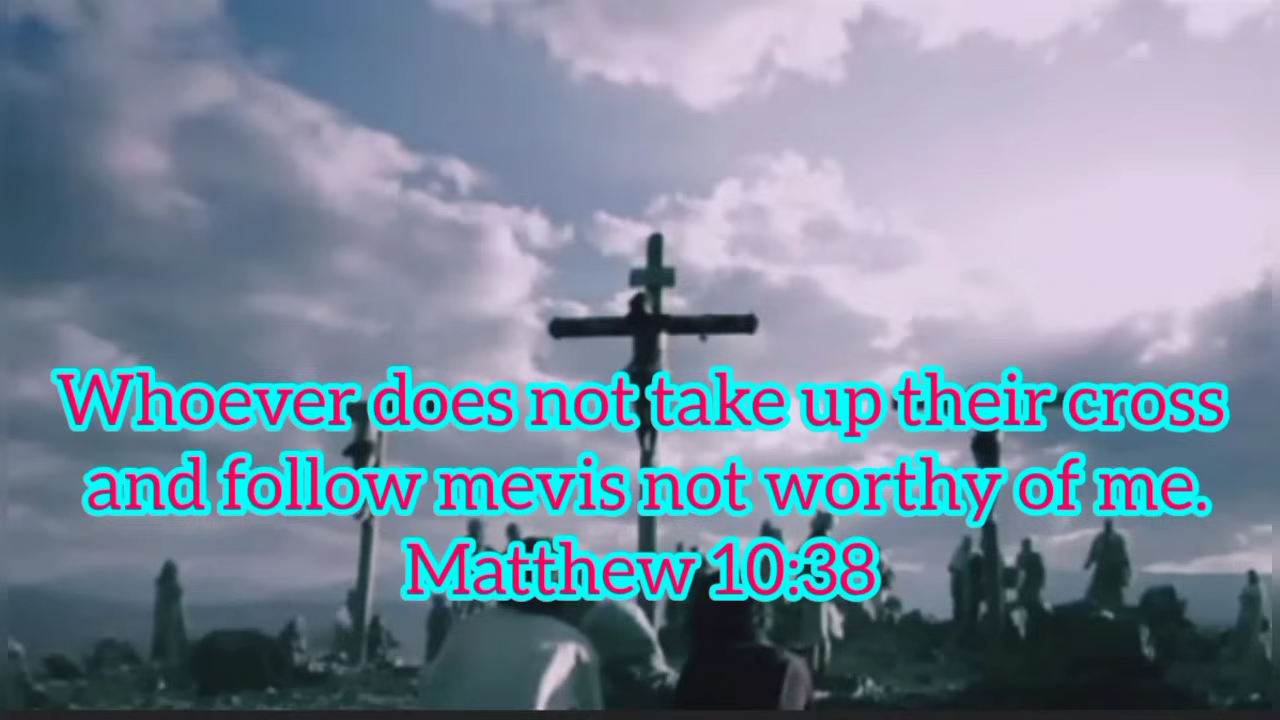 Whoever does not take up their cross
and follow mevis not worthy of me.
Matthew 10:38